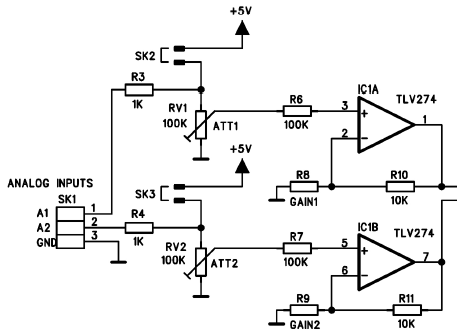 +5V
SK2
R3
1K
RV1
100K
ATT1
R6
100K
IC1A
TLV274
3
+
2
−
1
R8
GAIN1
R10
10K
ANALOG INPUTS
SK1
A1 1
A2 2
GND 3
+5V
SK3
R4
1K
RV2
100K
ATT2
R7
100K
IC1B
TLV274
5
+
6
−
7
R9
GAIN2
R11
10K